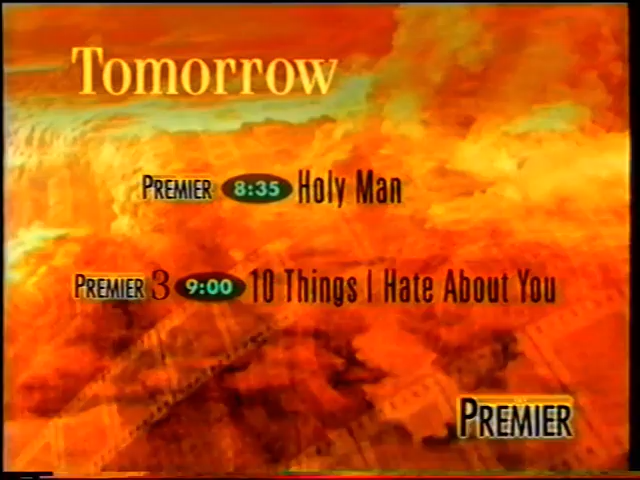 Tomorrow
PREMIER 8:35 Holy Man
PREMIER 3 9:00 10 Things I Hate About You
PREMIER